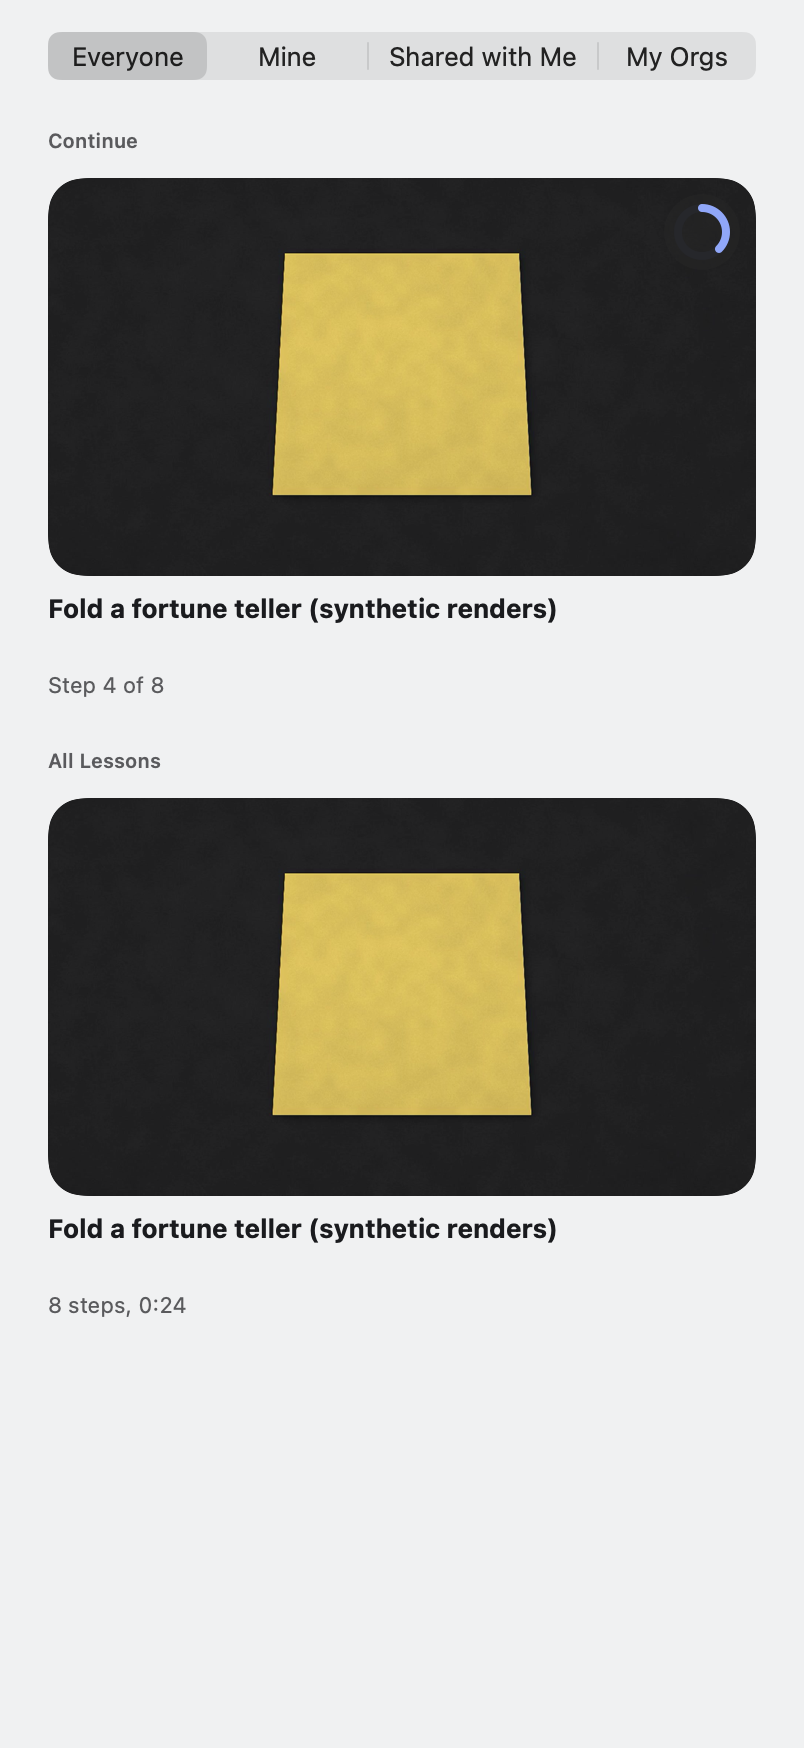 Everyone
Mine
Shared with Me
My Orgs
Continue
Fold a fortune teller (synthetic renders)
Step 4 of 8
All Lessons
Fold a fortune teller (synthetic renders)
8 steps, 0:24